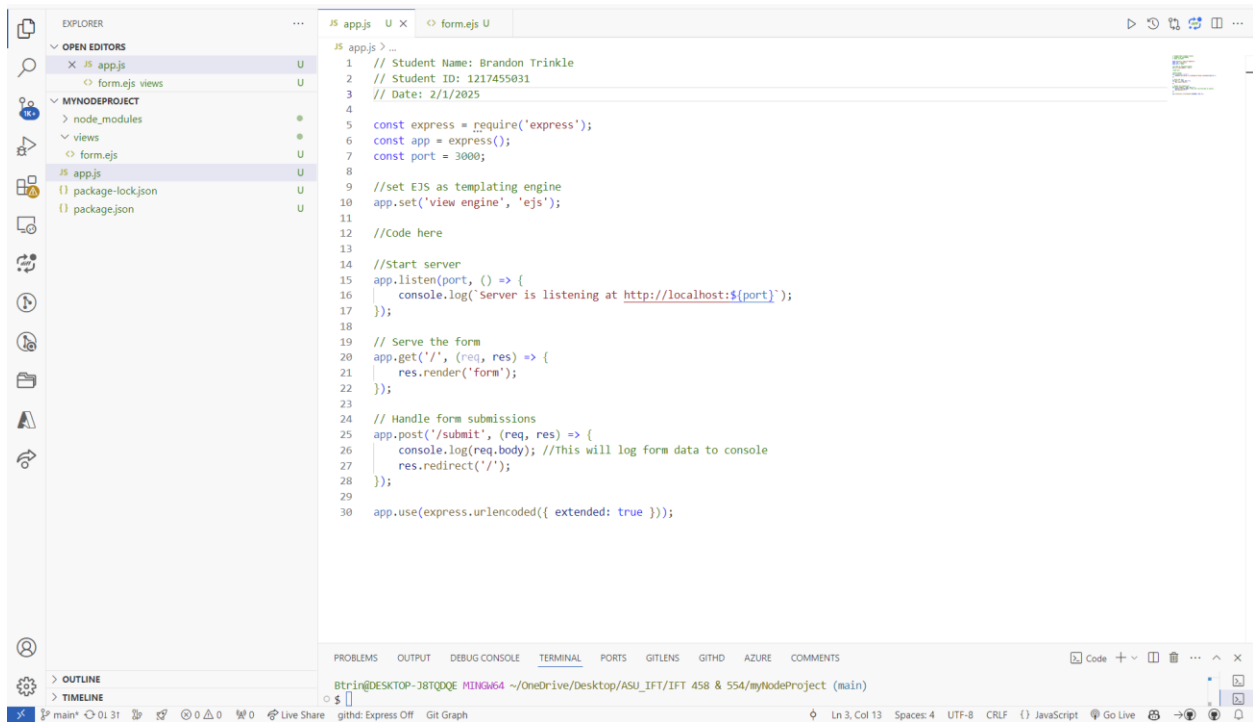 EXPLORER
OPEN EDITORS
JS app.js U
form.ejs views U
MYNODEPROJECT
node_modules
views
form.ejs U
JS app.js U
{} package-lock.json U
{} package.json U
OUTLINE
TIMELINE
1K+
JS app.js U
form.ejs U
JS app.js > ...
1 // Student Name: Brandon Trinkle
2 // Student ID: 1217455031
3 // Date: 2/1/2025
4
5 const express = require('express');
6 const app = express();
7 const port = 3000;
8
9 //set EJS as templating engine
10 app.set('view engine', 'ejs');
11
12 //Code here
13
14 //Start server
15 app.listen(port, () => {
16 console.log(`Server is listening at http://localhost:${port}`);
17 });
18
19 // Serve the form
20 app.get('/', (req, res) => {
21 res.render('form');
22 });
23
24 // Handle form submissions
25 app.post('/submit', (req, res) => {
26 console.log(req.body); //This will log form data to console
27 res.redirect('/');
28 });
29
30 app.use(express.urlencoded({ extended: true }));
PROBLEMS OUTPUT DEBUG CONSOLE TERMINAL PORTS GITLENS GITHD AZURE COMMENTS
Code
Btrin@DESKTOP-J8TQDQE MINGW64 ~/OneDrive/Desktop/ASU_IFT/IFT 458 & 554/myNodeProject (main)
$
main* 0↓ 3↑ 0 0 0 Live Share githd: Express Off Git Graph Ln 3, Col 13 Spaces: 4 UTF-8 CRLF {} JavaScript Go Live